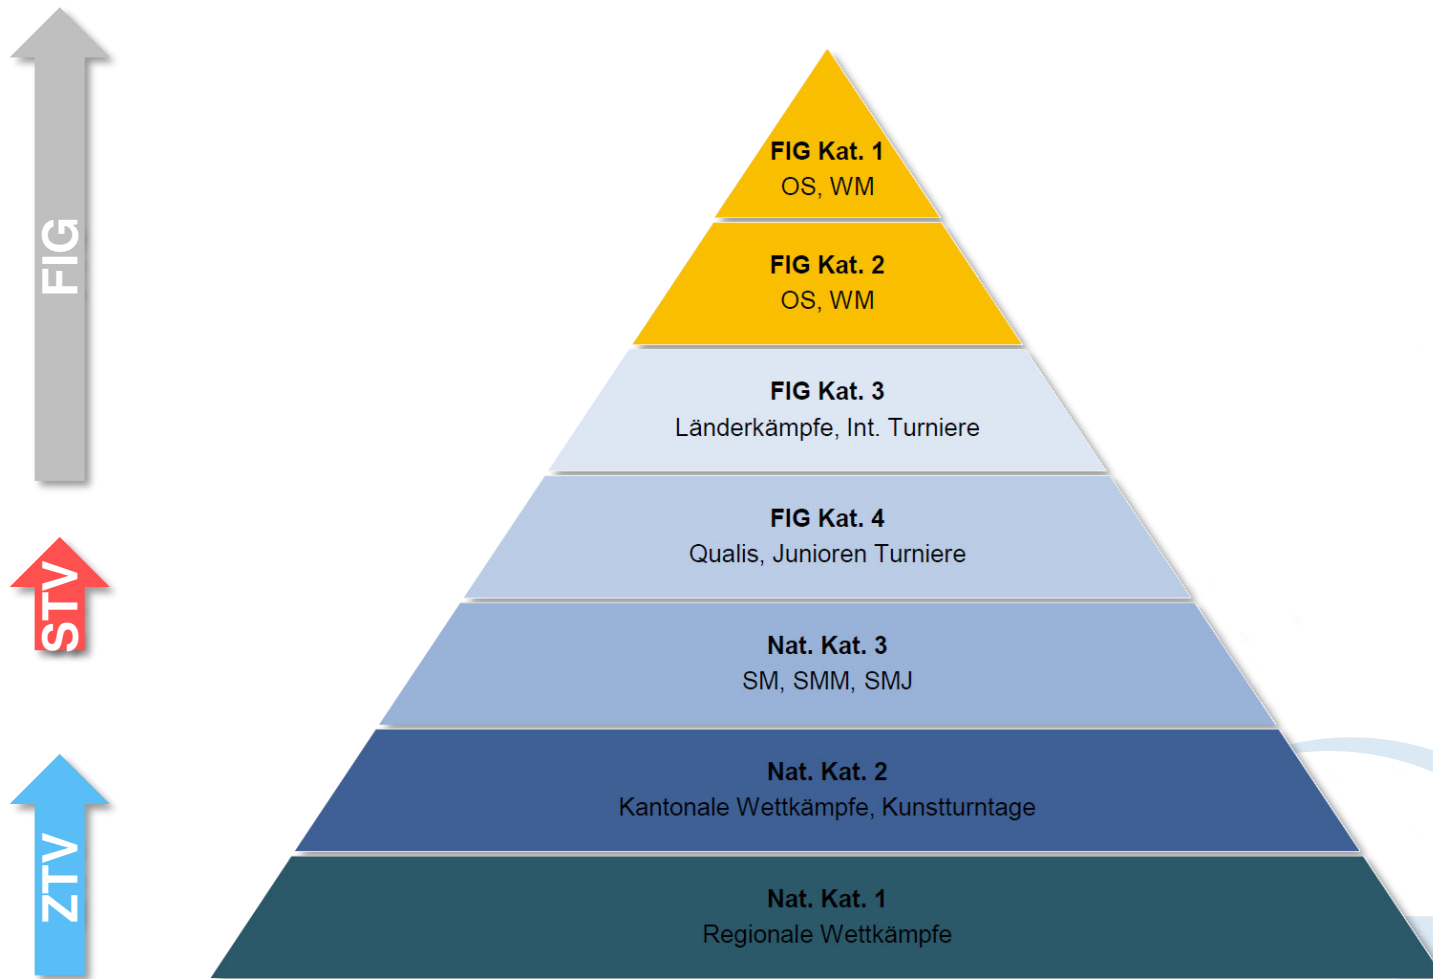 FIG
STV
ZTV
FIG Kat. 1
OS, WM
FIG Kat. 2
OS, WM
FIG Kat. 3
Länderkämpfe, Int. Turniere
FIG Kat. 4
Qualis, Junioren Turniere
Nat. Kat. 3
SM, SMM, SMJ
Nat. Kat. 2
Kantonale Wettkämpfe, Kunstturntage
Nat. Kat. 1
Regionale Wettkämpfe